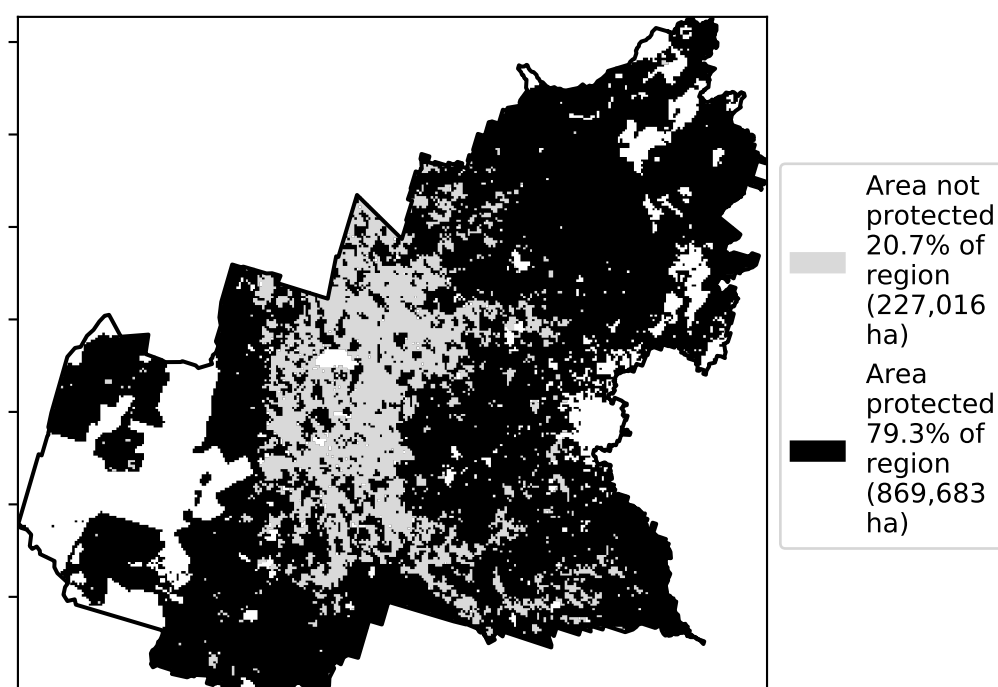 Area not
protected
20.7% of
region
(227,016
ha)
Area
protected
79.3% of
region
(869,683
ha)